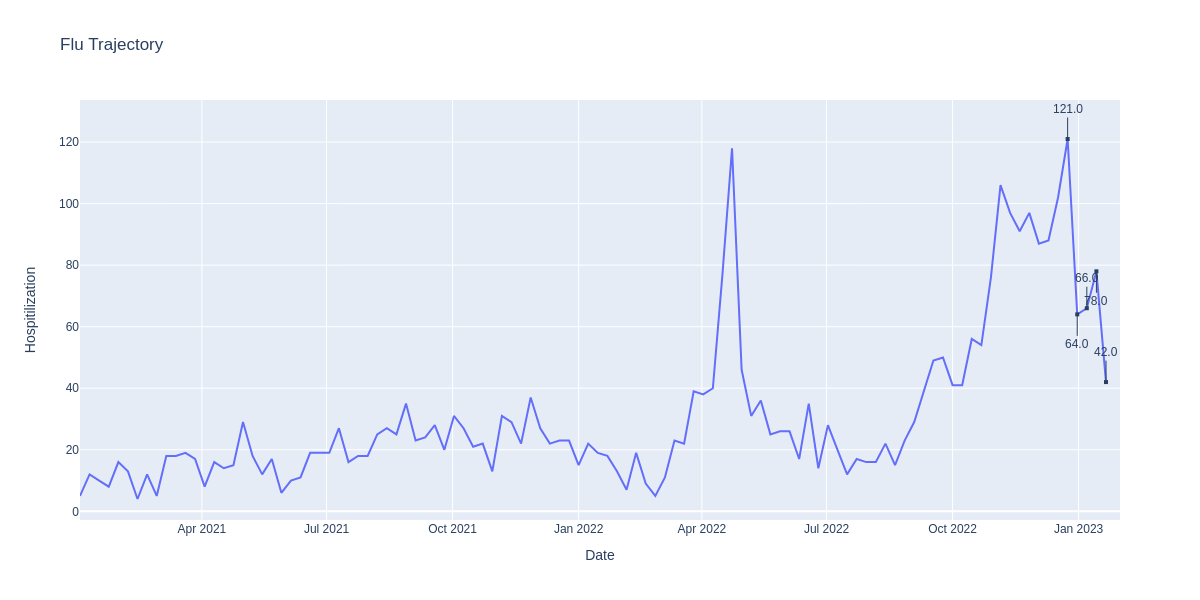 Flu Trajectory
121.0
120
100
80
66.0
78.0
60
64.0
42.0
40
20
0
Hospitilization
Apr 2021
Jul 2021
Oct 2021
Jan 2022
Apr 2022
Jul 2022
Oct 2022
Jan 2023
Date